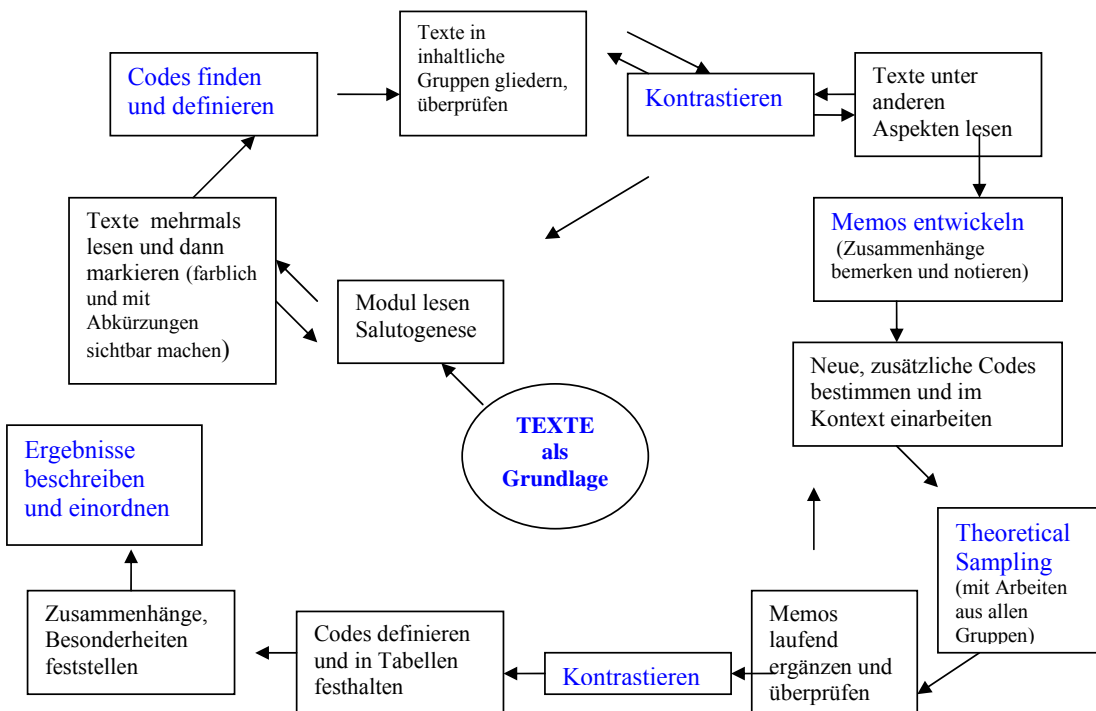 Texte in
inhaltliche
Gruppen gliedern,
überprüfen
Codes finden
und definieren
Kontrastieren
Texte unter
anderen
Aspekten lesen
Texte mehrmals
lesen und dann
markieren (farblich
und mit
Abkürzungen
sichtbar machen)
Memos entwickeln
(Zusammenhänge
bemerken und notieren)
Modul lesen
Salutogenese
Neue, zusätzliche Codes
bestimmen und im
Kontext einarbeiten
TEXTE
als
Grundlage
Ergebnisse
beschreiben
und einordnen
Theoretical
Sampling
(mit Arbeiten
aus allen
Gruppen)
Zusammenhänge,
Besonderheiten
feststellen
Codes definieren
und in Tabellen
festhalten
Kontrastieren
Memos
laufend
ergänzen und
überprüfen